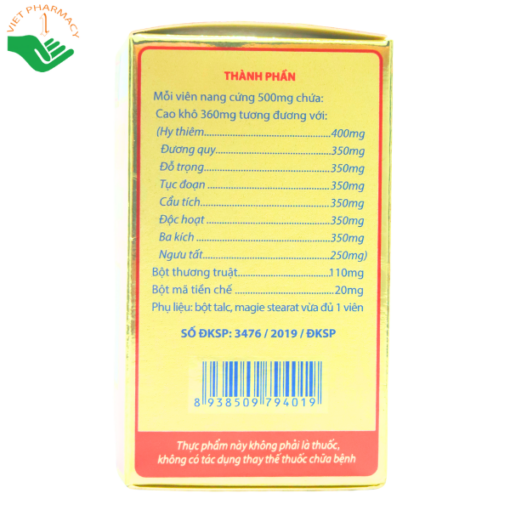 VIET PHARMACY
THÀNH PHẦN
Mỗi viên nang cứng 500mg chứa:
Cao khô 360mg tương đương với:
(Hy thiêm..................................400mg
Đương quy..............................350mg
Đỗ trọng..................................350mg
Tục đoạn .................................350mg
Cẩu tích...................................350mg
Độc hoạt .................................350mg
Ba kích ....................................350mg
Ngưu tất..................................250mg)
Bột thương truật.......................110mg
Bột mã tiền chế ..........................20mg
Phụ liệu: bột talc, magie stearat vừa đủ 1 viên
SỐ ĐKSP: 3476 / 2019 / ĐKSP
8 938509 794019
Thực phẩm này không phải là thuốc,
không có tác dụng thay thế thuốc chữa bệnh